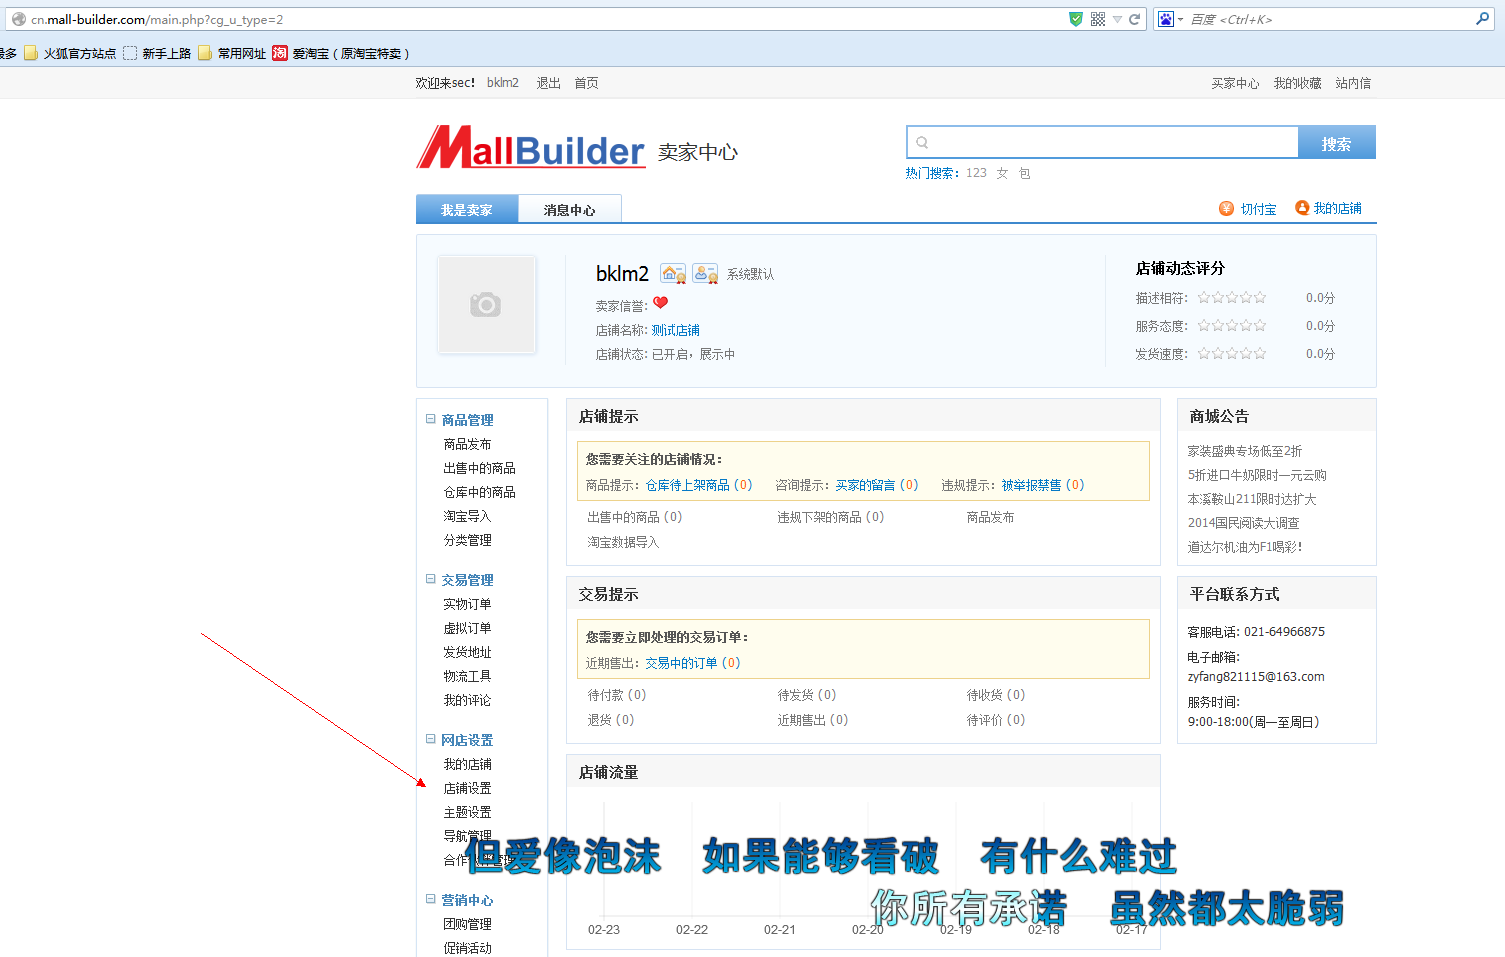 cn.mall-builder.com/main.php?cg_u_type=2
百度 <Ctrl+K>
最多 火狐官方站点 新手上路 常用网址 淘 爱淘宝（原淘宝特卖）
欢迎来sec! bklm2 退出 首页 买家中心 我的收藏 站内信
MallBuilder 卖家中心
搜索
热门搜索: 123 女 包
我是卖家 消息中心 切付宝 我的店铺
bklm2 系统默认
卖家信誉:
店铺名称: 测试店铺
店铺状态: 已开启，展示中
店铺动态评分
描述相符: 0.0分
服务态度: 0.0分
发货速度: 0.0分
商品管理
商品发布
出售中的商品
仓库中的商品
淘宝导入
分类管理
交易管理
实物订单
虚拟订单
发货地址
物流工具
我的评论
网店设置
我的店铺
店铺设置
主题设置
导航管理
合作
营销中心
团购管理
促销活动
店铺提示
您需要关注的店铺情况:
商品提示: 仓库待上架商品 (0) 咨询提示: 买家的留言 (0) 违规提示: 被举报禁售 (0)
出售中的商品 (0) 违规下架的商品 (0) 商品发布
淘宝数据导入
交易提示
您需要立即处理的交易订单:
近期售出: 交易中的订单 (0)
待付款 (0) 待发货 (0) 待收货 (0)
退货 (0) 近期售出 (0) 待评价 (0)
店铺流量
02-23 02-22 02-21 02-20 02-19 02-18 02-17
商城公告
家装盛典专场低至2折
5折进口牛奶限时一元云购
本溪鞍山211限时达扩大
2014国民阅读大调查
道达尔机油为F1喝彩!
平台联系方式
客服电话: 021-64966875
电子邮箱:
zyfang821115@163.com
服务时间:
9:00-18:00(周一至周日)
但爱像泡沫 如果能够看破 有什么难过
你所有承诺 虽然都太脆弱